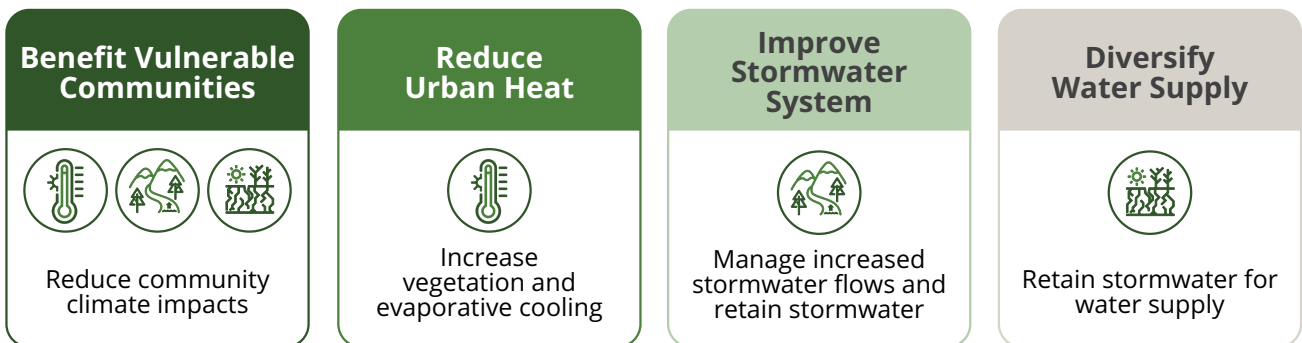 Benefit Vulnerable
Communities
Reduce community
climate impacts
Reduce
Urban Heat
Increase
vegetation and
evaporative cooling
Improve
Stormwater
System
Manage increased
stormwater flows and
retain stormwater
Diversify
Water Supply
Retain stormwater for
water supply